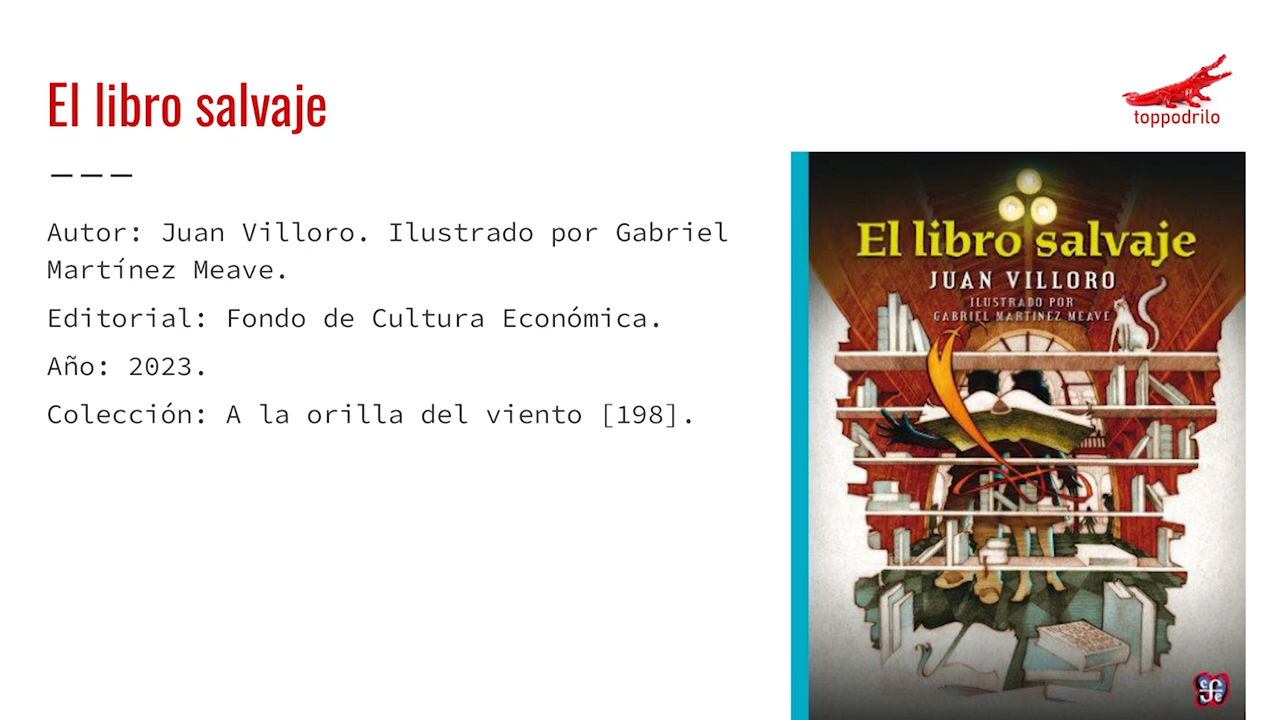 El libro salvaje
toppodrilo
Autor: Juan Villoro. Ilustrado por Gabriel
Martínez Meave.
Editorial: Fondo de Cultura Económica.
Año: 2023.
Colección: A la orilla del viento [198].
El libro salvaje
JUAN VILLORO
ILUSTRADO POR
GABRIEL MARTÍNEZ MEAVE